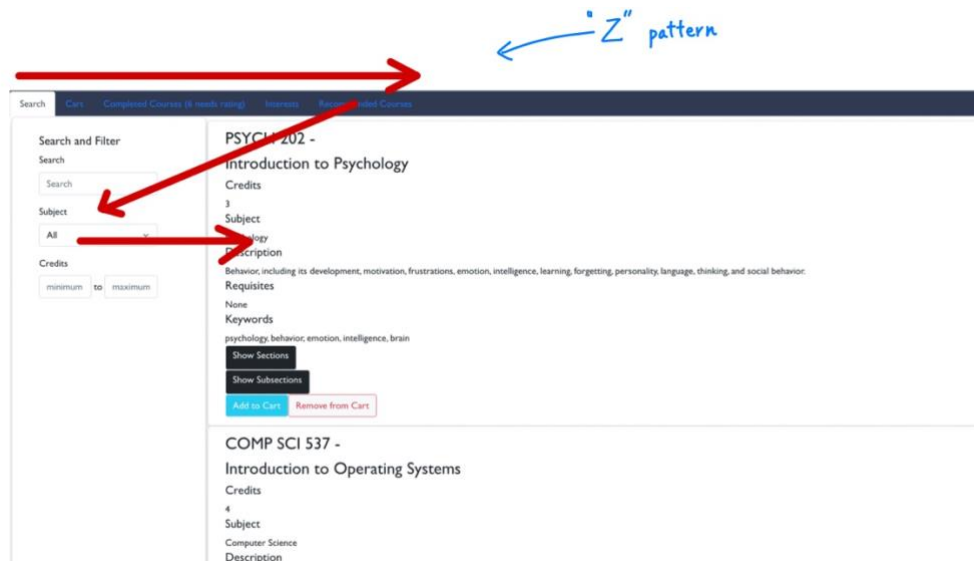 "Z" pattern
Search Cart Completed Courses (6 needs rating) Interests Recommended Courses
Search and Filter
Search
Search
Subject
All
Credits
minimum to maximum
PSYCH 202 -
Introduction to Psychology
Credits
3
Subject
Psychology
Description
Behavior, including its development, motivation, frustrations, emotion, intelligence, learning, forgetting, personality, language, thinking, and social behavior.
Requisites
None
Keywords
psychology, behavior, emotion, intelligence, brain
Show Sections
Show Subsections
Add to Cart Remove from Cart
COMP SCI 537 -
Introduction to Operating Systems
Credits
4
Subject
Computer Science
Description